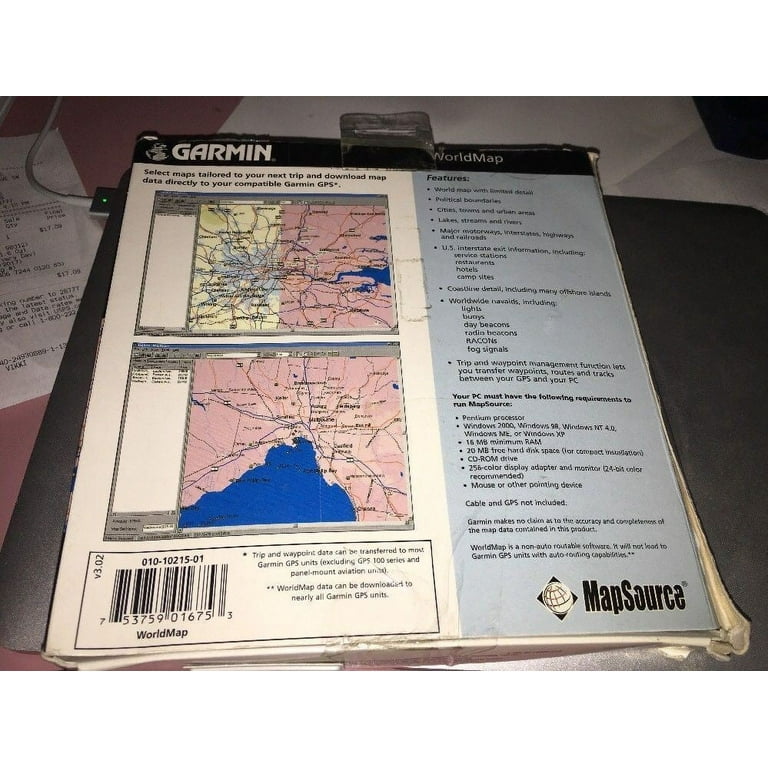 GARMIN
WorldMap
Select maps tailored to your next trip and download map
data directly to your compatible Garmin GPS*.
Features:
• World map with limited detail
• Political boundaries
• Cities, towns and urban areas
• Lakes, streams and rivers
• Major motorways, interstates, highways
and railroads
• U.S. interstate exit information, including:
service stations
restaurants
hotels
camp sites
• Coastline detail, including many offshore islands
• Worldwide navaids, including:
lights
buoys
day beacons
radio beacons
RACONs
fog signals
• Trip and waypoint management function lets
you transfer waypoints, routes and tracks
between your GPS and your PC
Your PC must have the following requirements to
run MapSource:
• Pentium processor
• Windows 2000, Windows 98, Windows NT 4.0,
Windows ME, or Windows XP
• 16 MB minimum RAM
• 20 MB free hard disk space (for compact installation)
• CD-ROM drive
• 256-color display adapter and monitor (24-bit color
recommended)
• Mouse or other pointing device
Cable and GPS not included.
Garmin makes no claim as to the accuracy and completeness of
the map data contained in this product.
WorldMap is a non-auto routable software. It will not load to
Garmin GPS units with auto-routing capabilities.**
MapSource®
v3.02
010-10215-01
7 53759 01675 3
WorldMap
* Trip and waypoint data can be transferred to most
Garmin GPS units (excluding GPS 100 series and
panel-mount aviation units).
** WorldMap data can be downloaded to
nearly all Garmin GPS units.
$17.09
$17.09
VIKKI